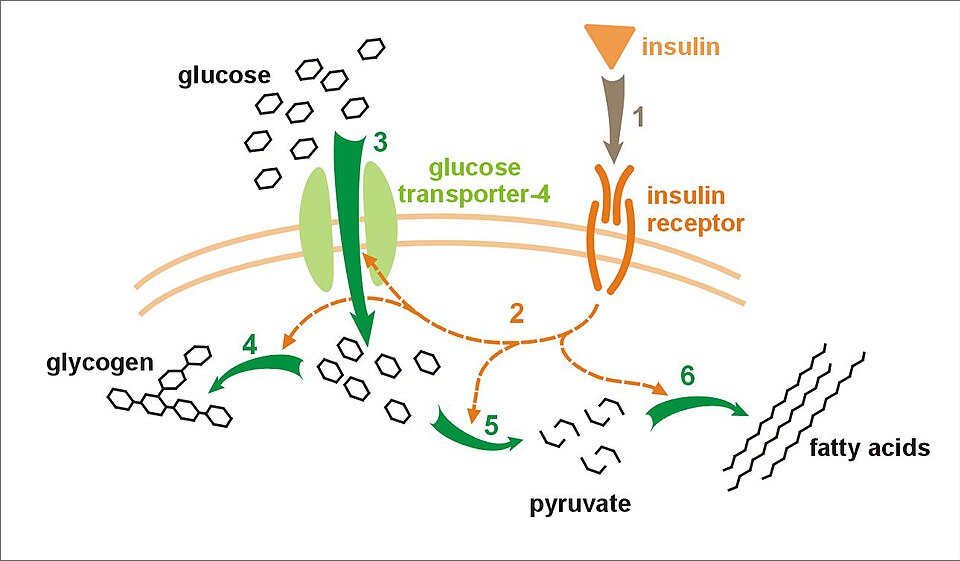 insulin
glucose
1
3
glucose
transporter-4
insulin
receptor
2
glycogen
4
6
5
fatty acids
pyruvate